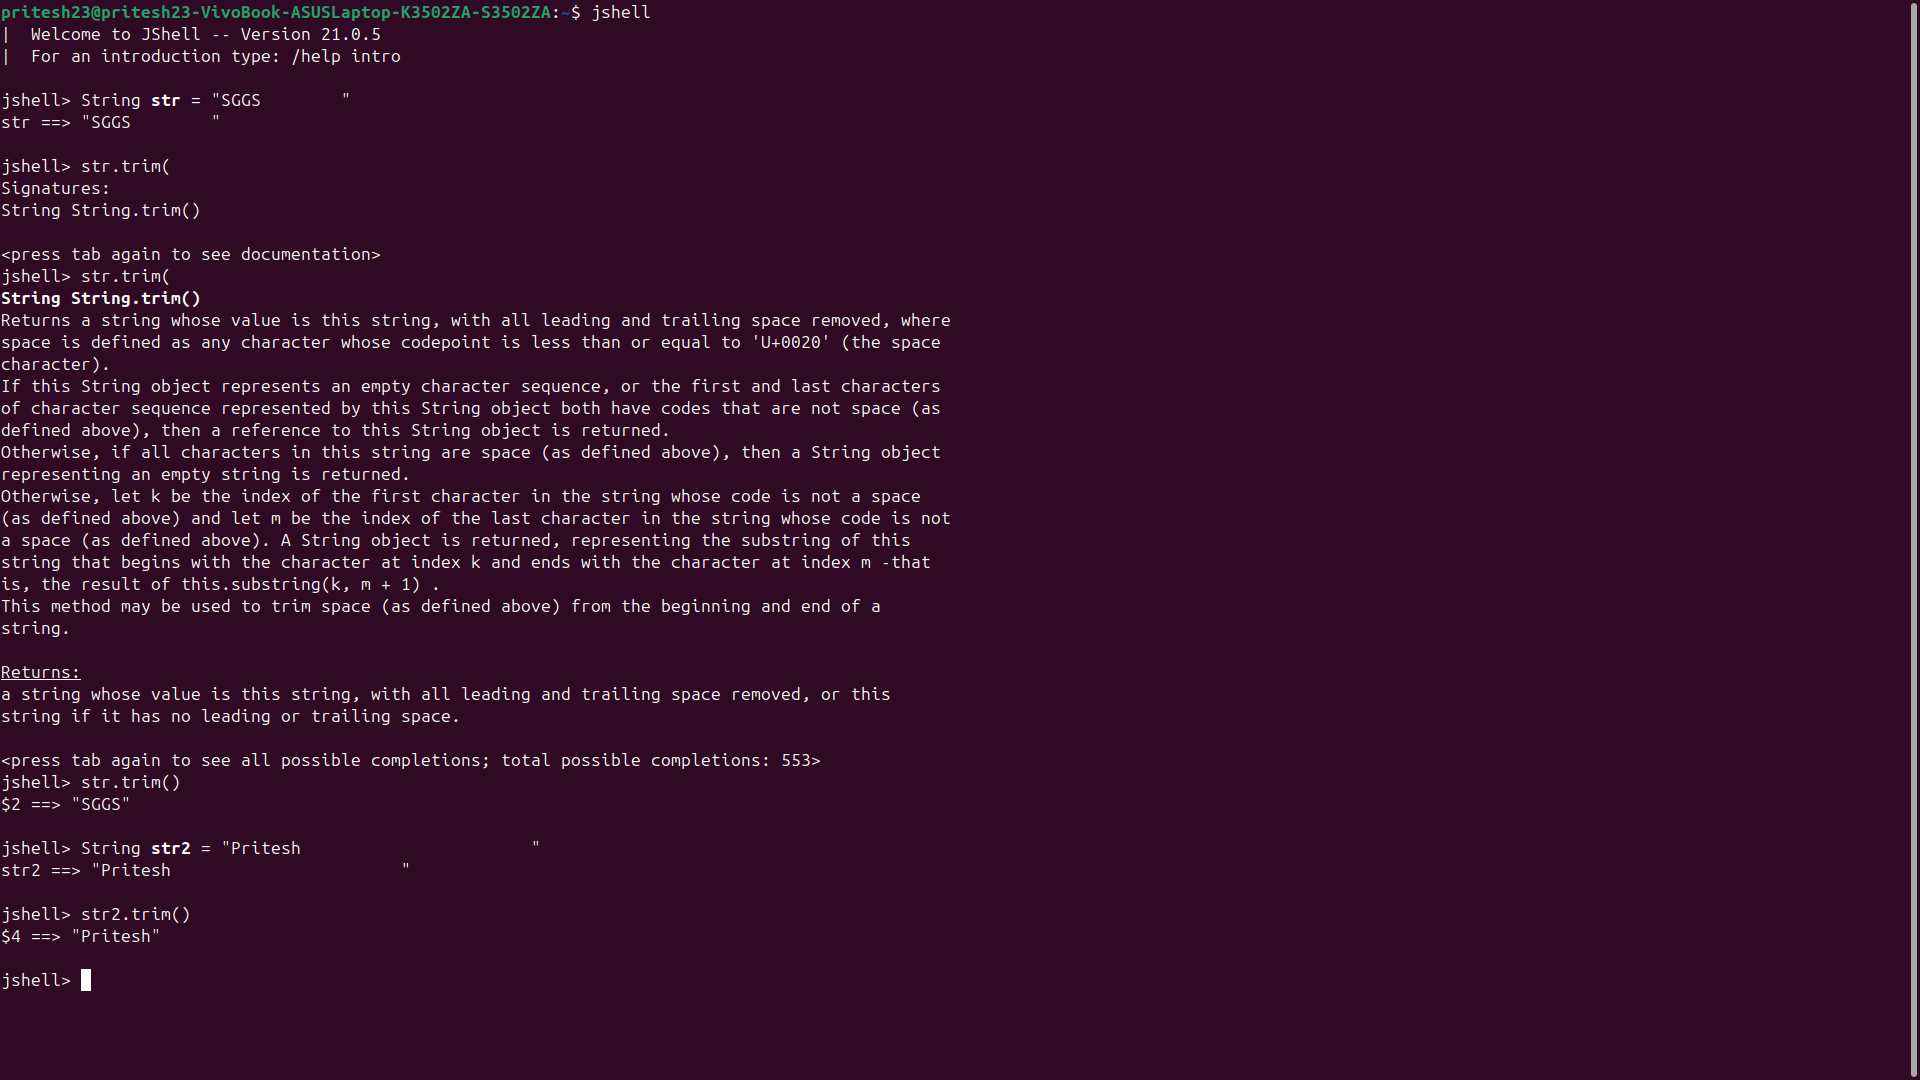 pritesh23@pritesh23-VivoBook-ASUSLaptop-K3502ZA-S3502ZA:~$ jshell
|  Welcome to JShell -- Version 21.0.5
|  For an introduction type: /help intro
jshell> String str = "SGGS        "
str ==> "SGGS        "
jshell> str.trim(
Signatures:
String String.trim()
<press tab again to see documentation>
jshell> str.trim(
String String.trim()
Returns a string whose value is this string, with all leading and trailing space removed, where
space is defined as any character whose codepoint is less than or equal to 'U+0020' (the space
character).
If this String object represents an empty character sequence, or the first and last characters
of character sequence represented by this String object both have codes that are not space (as
defined above), then a reference to this String object is returned.
Otherwise, if all characters in this string are space (as defined above), then a String object
representing an empty string is returned.
Otherwise, let k be the index of the first character in the string whose code is not a space
(as defined above) and let m be the index of the last character in the string whose code is not
a space (as defined above). A String object is returned, representing the substring of this
string that begins with the character at index k and ends with the character at index m -that
is, the result of this.substring(k, m + 1) .
This method may be used to trim space (as defined above) from the beginning and end of a
string.
Returns:
a string whose value is this string, with all leading and trailing space removed, or this
string if it has no leading or trailing space.
<press tab again to see all possible completions; total possible completions: 553>
jshell> str.trim()
$2 ==> "SGGS"
jshell> String str2 = "Pritesh                       "
str2 ==> "Pritesh                       "
jshell> str2.trim()
$4 ==> "Pritesh"
jshell>